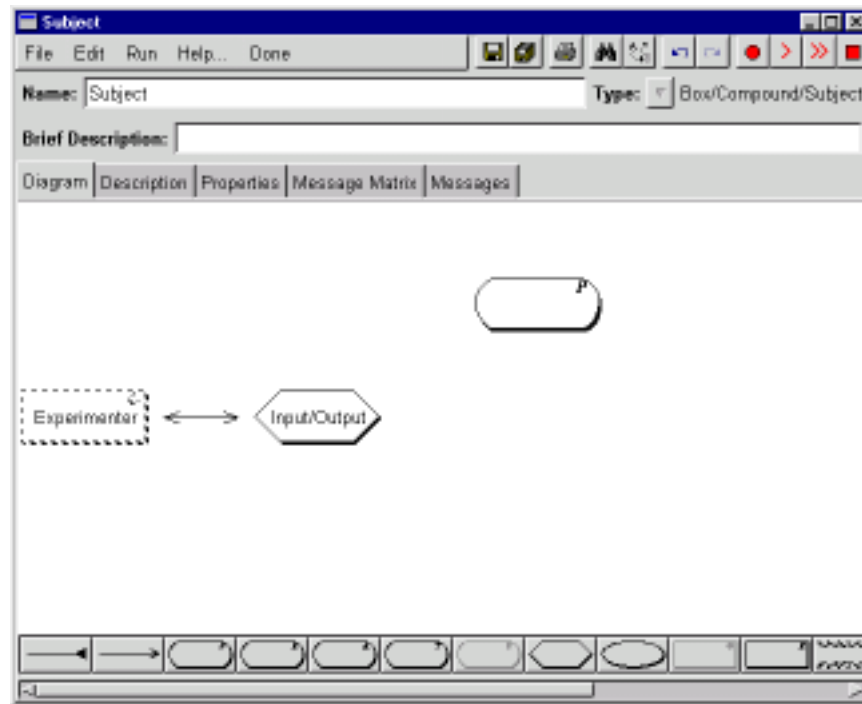 Subject
File Edit Run Help... Done
Name: Subject Type: Box/Compound/Subject
Brief Description:
Diagram Description Properties Message Matrix Messages
P
Experimenter Input/Output